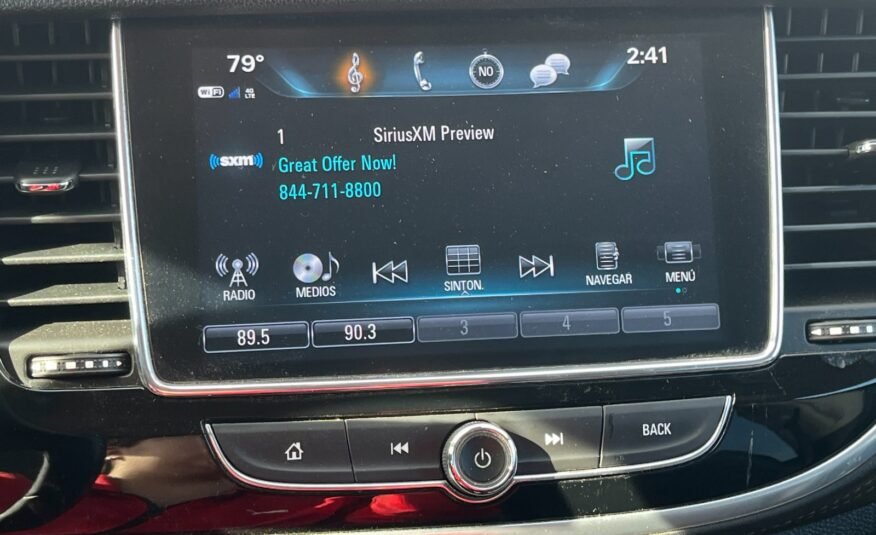 79°
NO
2:41
WiFi
4G
LTE
1 SiriusXM Preview
((sxm))
Great Offer Now!
844-711-8800
RADIO
MEDIOS
SINTON.
NAVEGAR
MENÚ
89.5
90.3
3
4
5
BACK